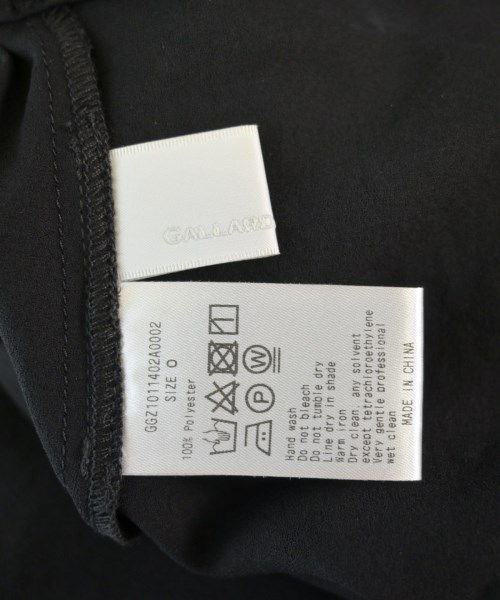 GALLARD
GGZ1011402A0002
SIZE 0
100% Polyester
W
P
Hand wash
Do not bleach
Do not tumble dry
Line dry in shade
Warm iron
Dry clean, any solvent
except tetrachloroethylene
Very gentle professional
wet clean
MADE IN CHINA